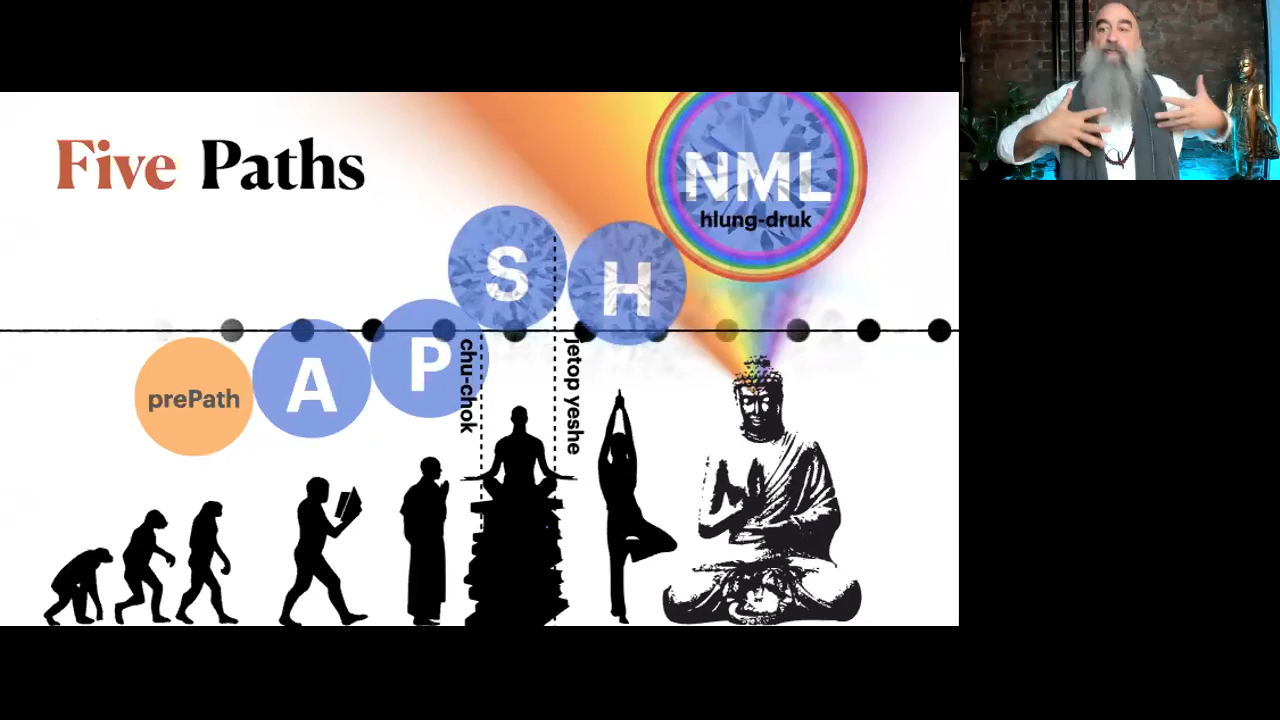 Five Paths
NML
hlung-druk
S
H
A
P
prePath
chu-chok
jetop yeshe